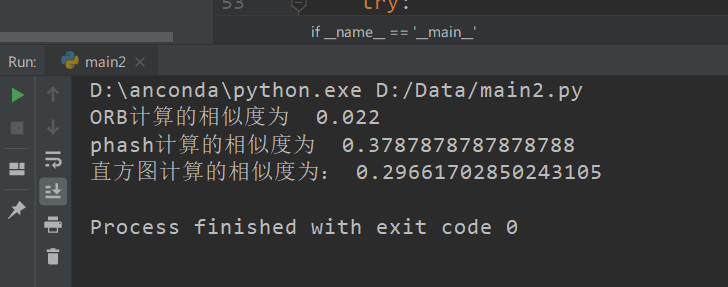 53 try:
if __name__ == '__main__'
Run: main2
D:\anconda\python.exe D:/Data/main2.py
ORB计算的相似度为 0.022
phash计算的相似度为 0.3787878787878788
直方图计算的相似度为： 0.29661702850243105
Process finished with exit code 0